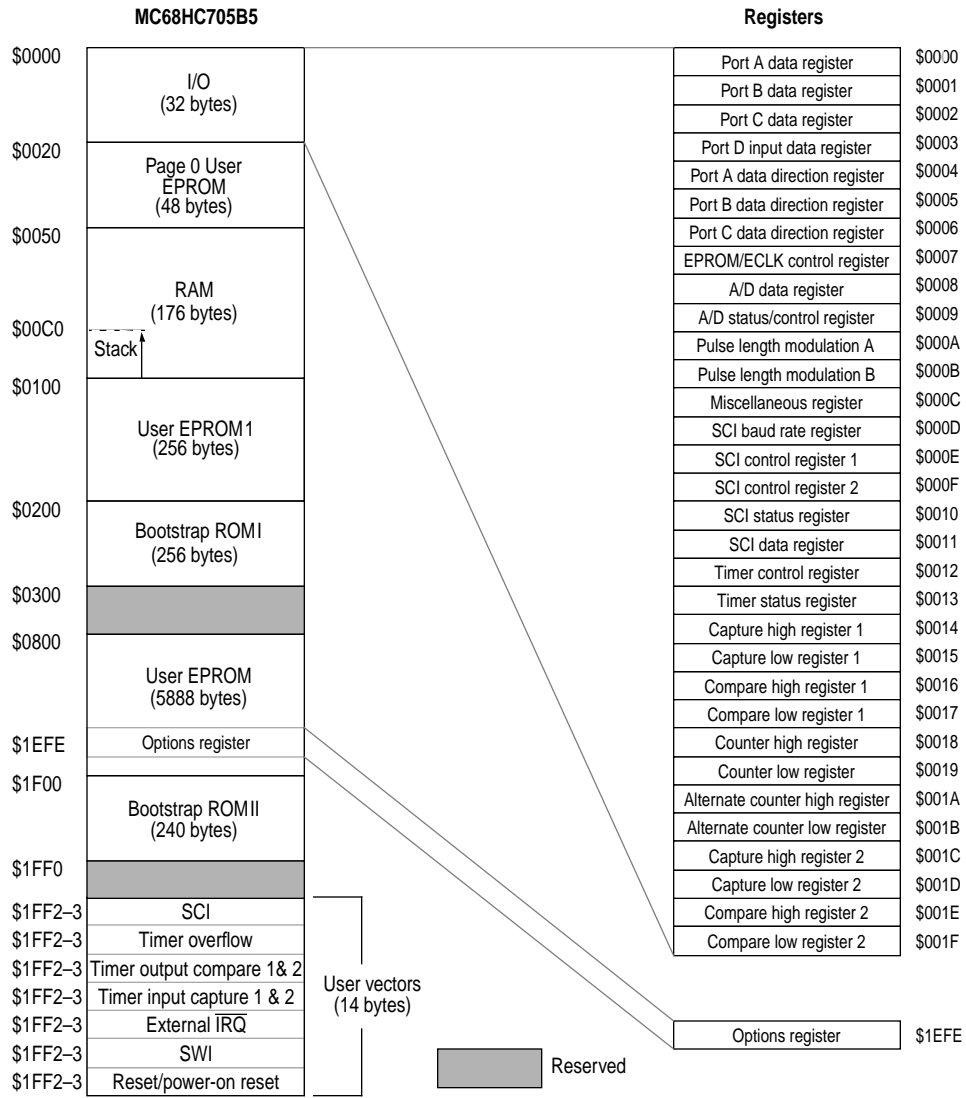 MC68HC705B5
$0000
I/O
(32 bytes)
$0020
Page 0 User
EPROM
(48 bytes)
$0050
RAM
(176 bytes)
$00C0
Stack
$0100
User EPROM1
(256 bytes)
$0200
Bootstrap ROMI
(256 bytes)
$0300
$0800
User EPROM
(5888 bytes)
$1EFE
Options register
$1F00
Bootstrap ROMII
(240 bytes)
$1FF0
$1FF2–3 SCI
$1FF2–3 Timer overflow
$1FF2–3 Timer output compare 1& 2
$1FF2–3 Timer input capture 1 & 2
$1FF2–3 External IRQ
$1FF2–3 SWI
$1FF2–3 Reset/power-on reset
User vectors
(14 bytes)
Reserved
Registers
Port A data register $0000
Port B data register $0001
Port C data register $0002
Port D input data register $0003
Port A data direction register $0004
Port B data direction register $0005
Port C data direction register $0006
EPROM/ECLK control register $0007
A/D data register $0008
A/D status/control register $0009
Pulse length modulation A $000A
Pulse length modulation B $000B
Miscellaneous register $000C
SCI baud rate register $000D
SCI control register 1 $000E
SCI control register 2 $000F
SCI status register $0010
SCI data register $0011
Timer control register $0012
Timer status register $0013
Capture high register 1 $0014
Capture low register 1 $0015
Compare high register 1 $0016
Compare low register 1 $0017
Counter high register $0018
Counter low register $0019
Alternate counter high register $001A
Alternate counter low register $001B
Capture high register 2 $001C
Capture low register 2 $001D
Compare high register 2 $001E
Compare low register 2 $001F
Options register $1EFE